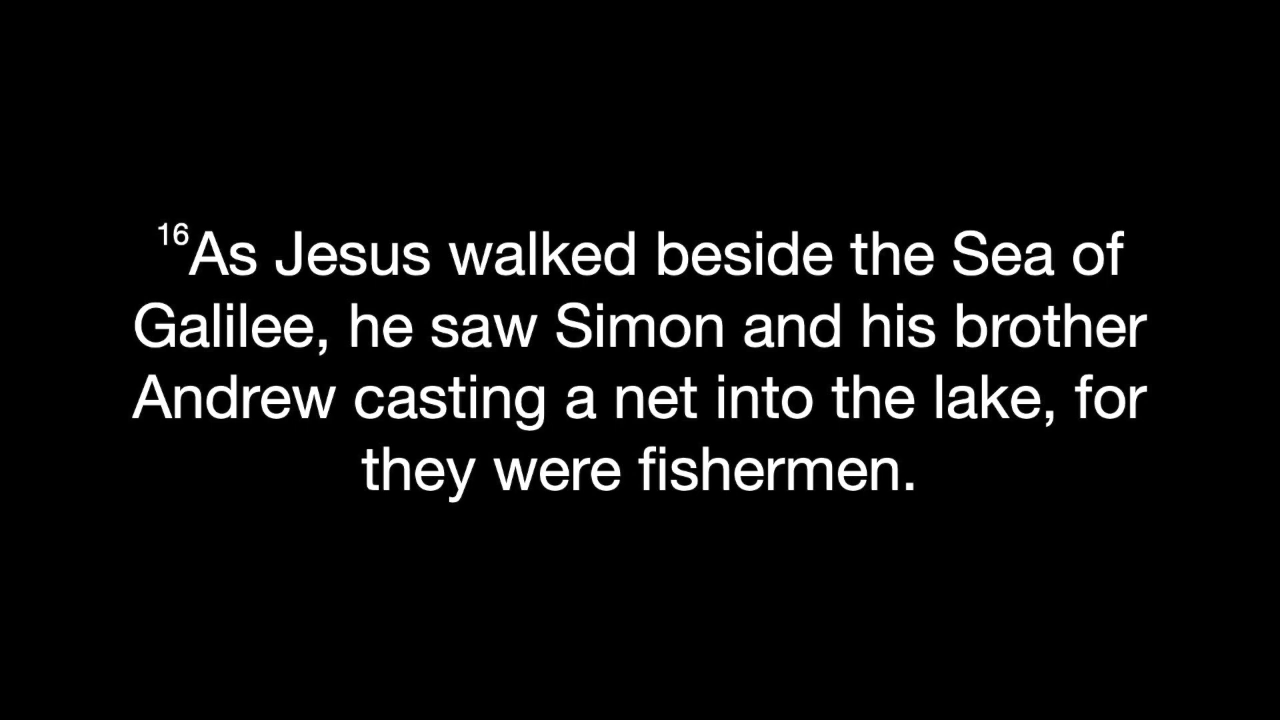 16As Jesus walked beside the Sea of
Galilee, he saw Simon and his brother
Andrew casting a net into the lake, for
they were fishermen.